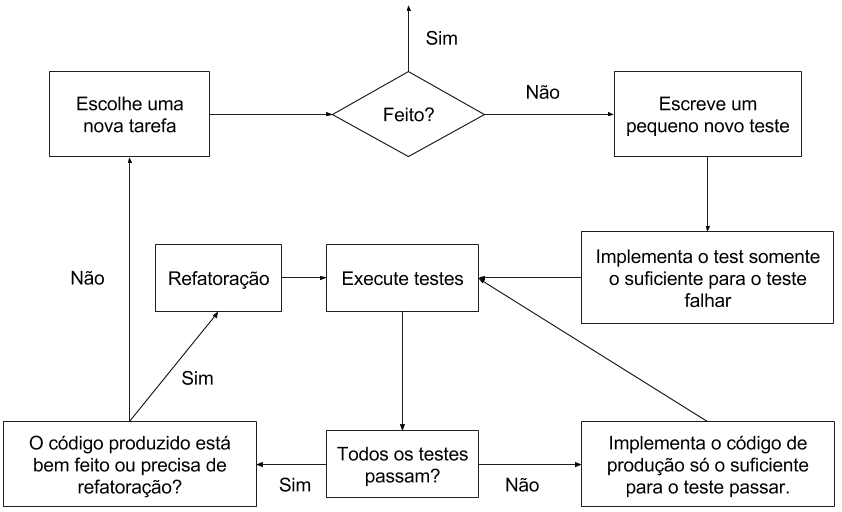 Sim
Escolhe uma
nova tarefa
Feito?
Não
Escreve um
pequeno novo teste
Não
Refatoração
Execute testes
Implementa o test somente
o suficiente para o teste
falhar
Sim
O código produzido está
bem feito ou precisa de
refatoração?
Sim
Todos os testes
passam?
Não
Implementa o código de
produção só o suficiente
para o teste passar.